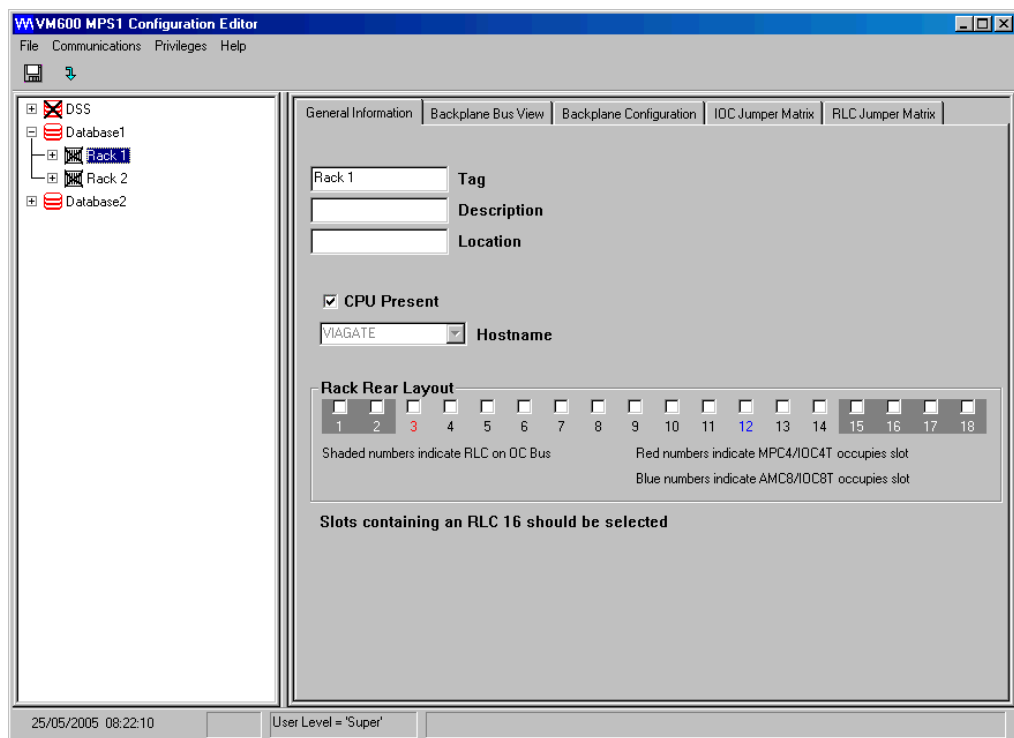 VM600 MPS1 Configuration Editor
File Communications Privileges Help
DSS
Database1
Rack 1
Rack 2
Database2
General Information
Backplane Bus View
Backplane Configuration
IOC Jumper Matrix
RLC Jumper Matrix
Rack 1
Tag
Description
Location
CPU Present
VIAGATE
Hostname
Rack Rear Layout
1 2 3 4 5 6 7 8 9 10 11 12 13 14 15 16 17 18
Shaded numbers indicate RLC on OC Bus
Red numbers indicate MPC4/IOC4T occupies slot
Blue numbers indicate AMC8/IOC8T occupies slot
Slots containing an RLC 16 should be selected
25/05/2005 08:22:10
User Level = 'Super'